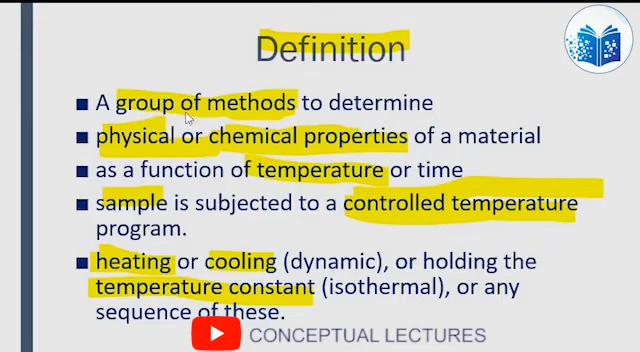 Definition
■ A group of methods to determine
■ physical or chemical properties of a material
■ as a function of temperature or time
■ sample is subjected to a controlled temperature
program.
■ heating or cooling (dynamic), or holding the
temperature constant (isothermal), or any
sequence of these.
CONCEPTUAL LECTURES